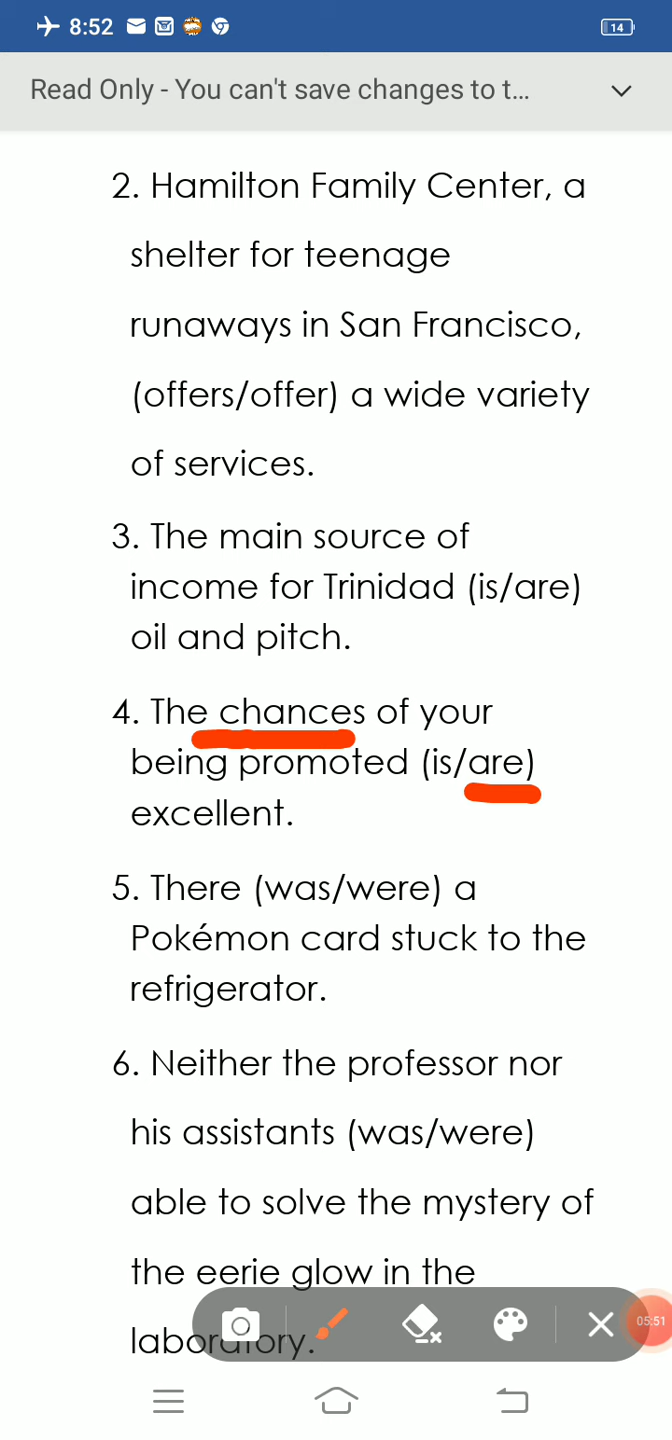 8:52
14
Read Only - You can't save changes to t...
2. Hamilton Family Center, a
shelter for teenage
runaways in San Francisco,
(offers/offer) a wide variety
of services.
3. The main source of
income for Trinidad (is/are)
oil and pitch.
4. The chances of your
being promoted (is/are)
excellent.
5. There (was/were) a
Pokémon card stuck to the
refrigerator.
6. Neither the professor nor
his assistants (was/were)
able to solve the mystery of
the eerie glow in the
laboratory.
05:51